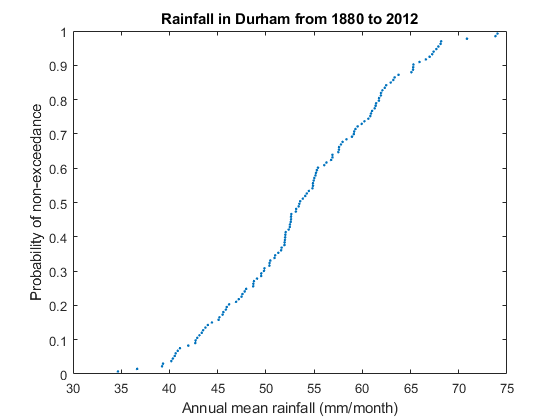 Rainfall in Durham from 1880 to 2012
Probability of non-exceedance
1
0.9
0.8
0.7
0.6
0.5
0.4
0.3
0.2
0.1
0
30 35 40 45 50 55 60 65 70 75
Annual mean rainfall (mm/month)